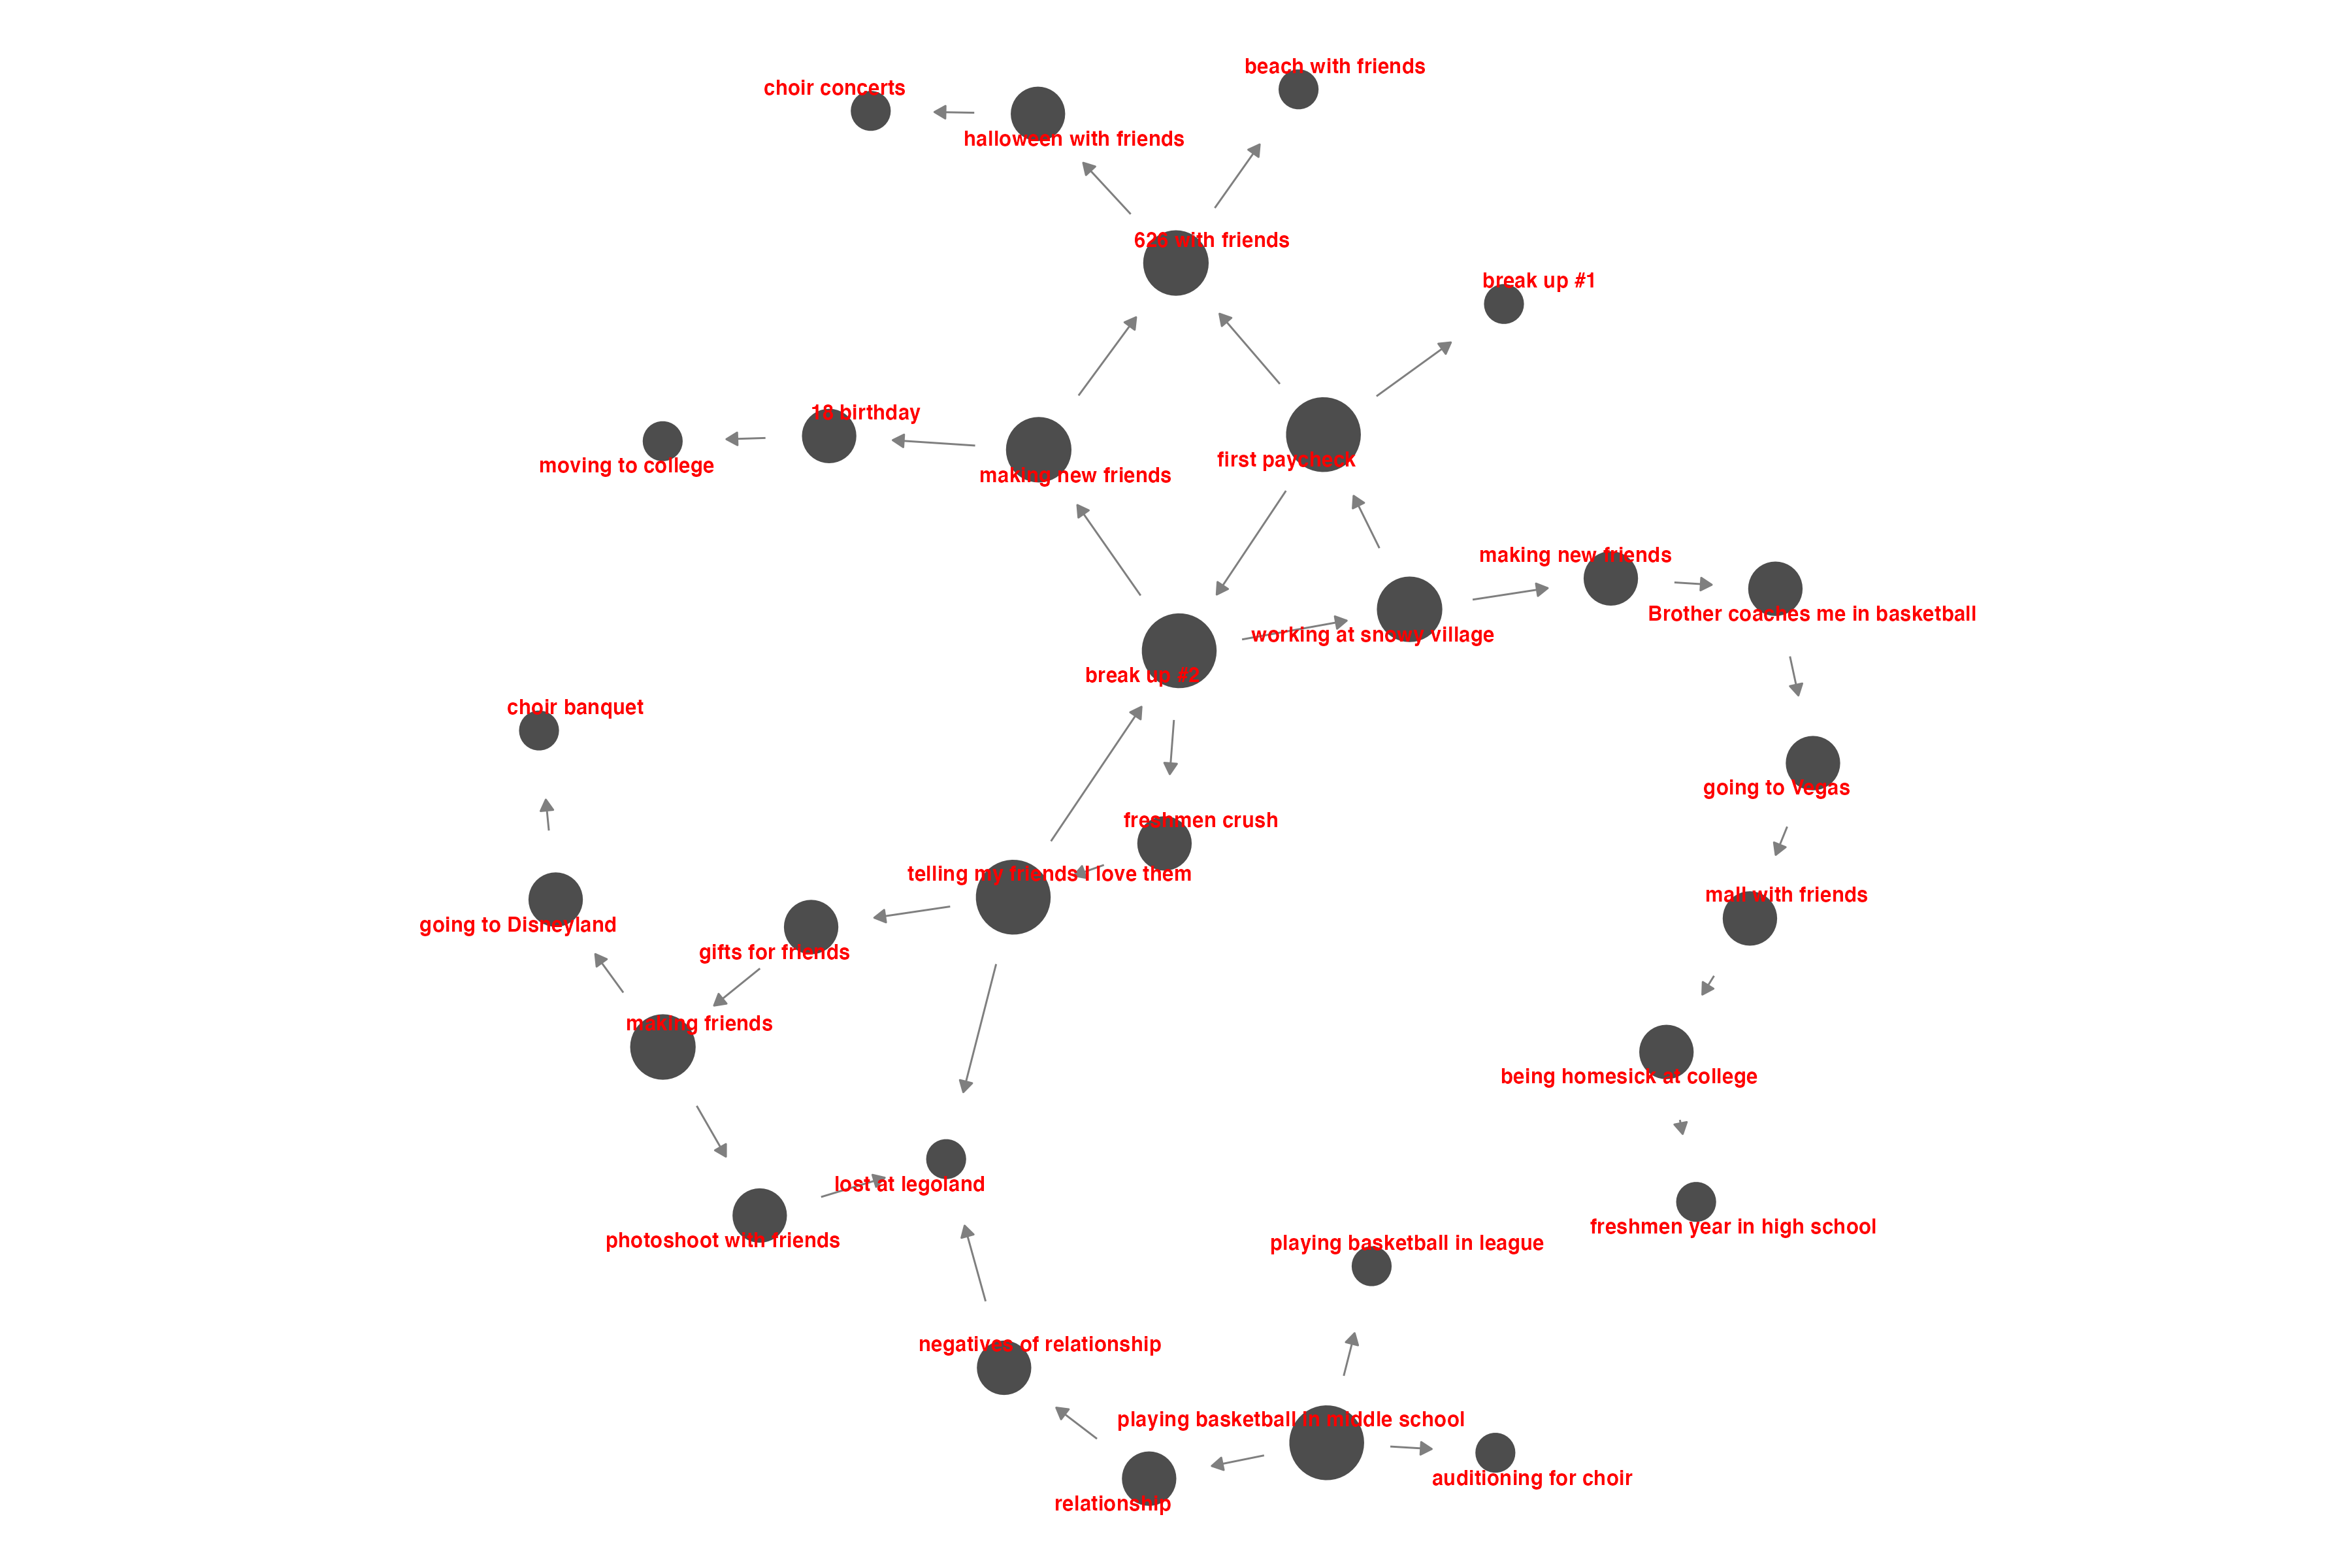 beach with friends
choir concerts
halloween with friends
626 with friends
break up #1
18 birthday
first paycheck
moving to college
making new friends
making new friends
Brother coaches me in basketball
working at snowy village
break up #2
choir banquet
going to Vegas
freshmen crush
telling my friends I love them
mall with friends
going to Disneyland
gifts for friends
making friends
being homesick at college
lost at legoland
freshmen year in high school
photoshoot with friends
playing basketball in league
negatives of relationship
playing basketball in middle school
auditioning for choir
relationship